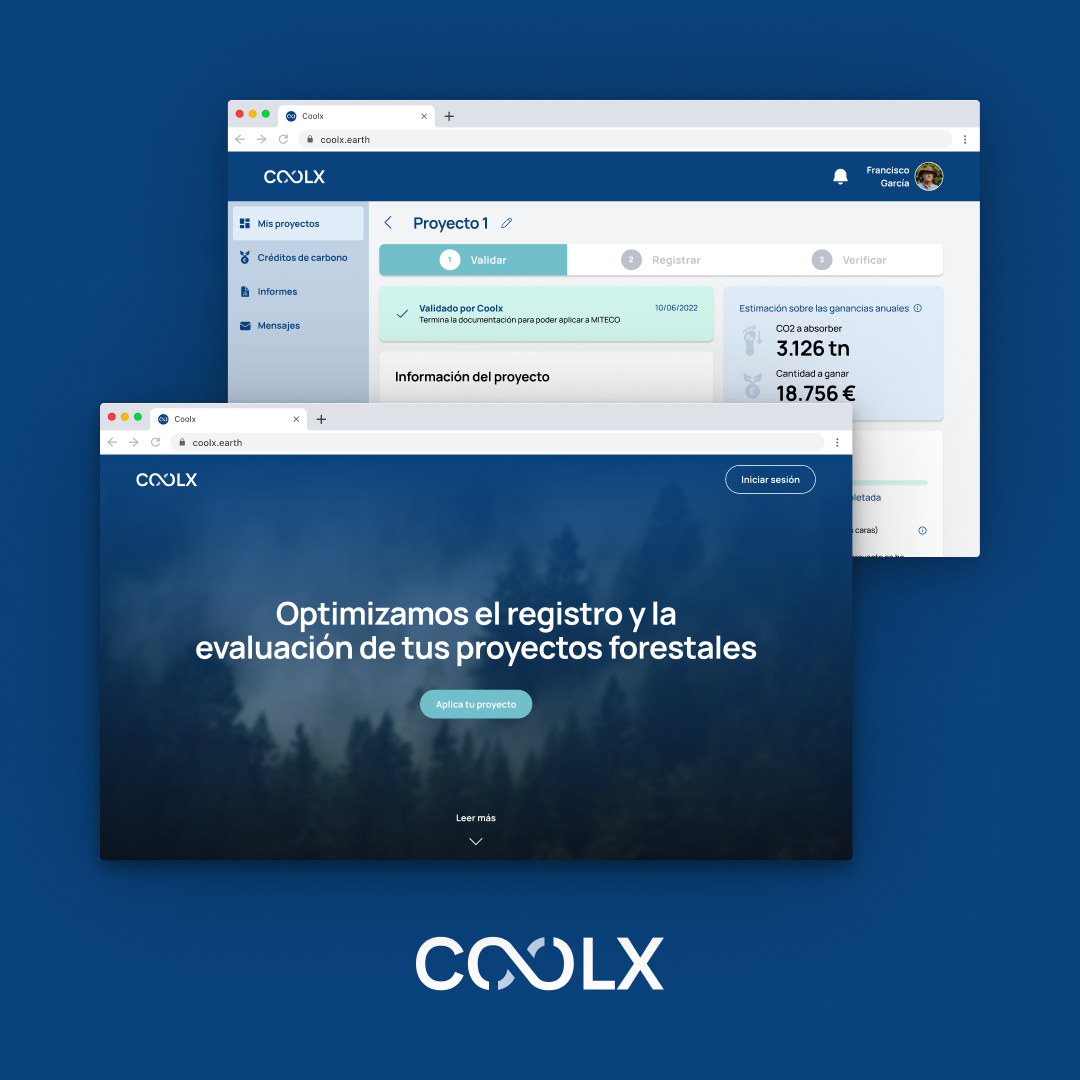 Coolx
coolx.earth
COOLX
Francisco
García
Mis proyectos
Créditos de carbono
Informes
Mensajes
Proyecto 1
1 Validar
2 Registrar
3 Verificar
Validado por Coolx
10/06/2022
Termina la documentación para poder aplicar a MITECO
Información del proyecto
Estimación sobre las ganancias anuales
CO2 a absorber
3.126 tn
Cantidad a ganar
18.756 €
caras)
Coolx
coolx.earth
COOLX
Iniciar sesión
Optimizamos el registro y la
evaluación de tus proyectos forestales
Aplica tu proyecto
Leer más
COOLX